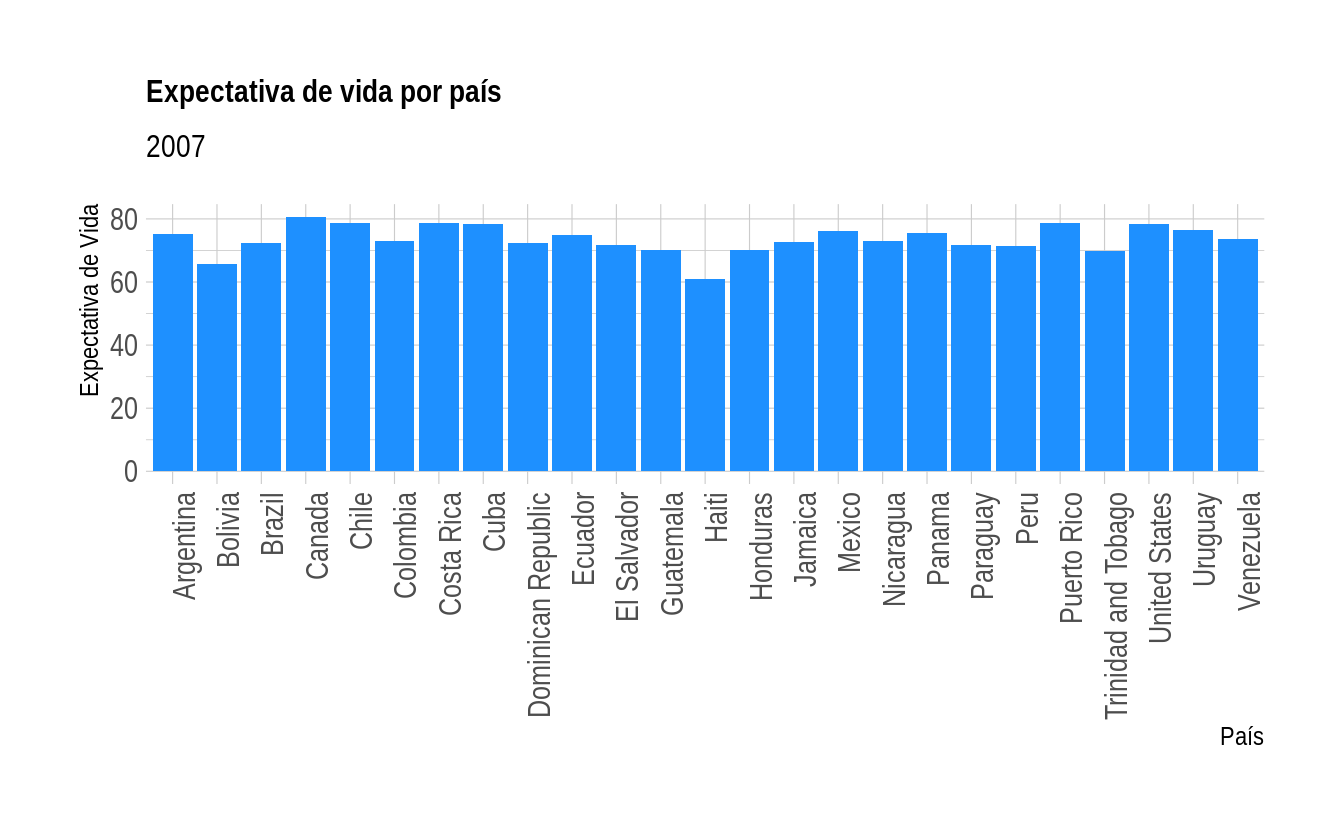 Expectativa de vida por país
2007
Expectativa de Vida
80
60
40
20
0
Argentina
Bolivia
Brazil
Canada
Chile
Colombia
Costa Rica
Cuba
Dominican Republic
Ecuador
El Salvador
Guatemala
Haiti
Honduras
Jamaica
Mexico
Nicaragua
Panama
Paraguay
Peru
Puerto Rico
Trinidad and Tobago
United States
Uruguay
Venezuela
País